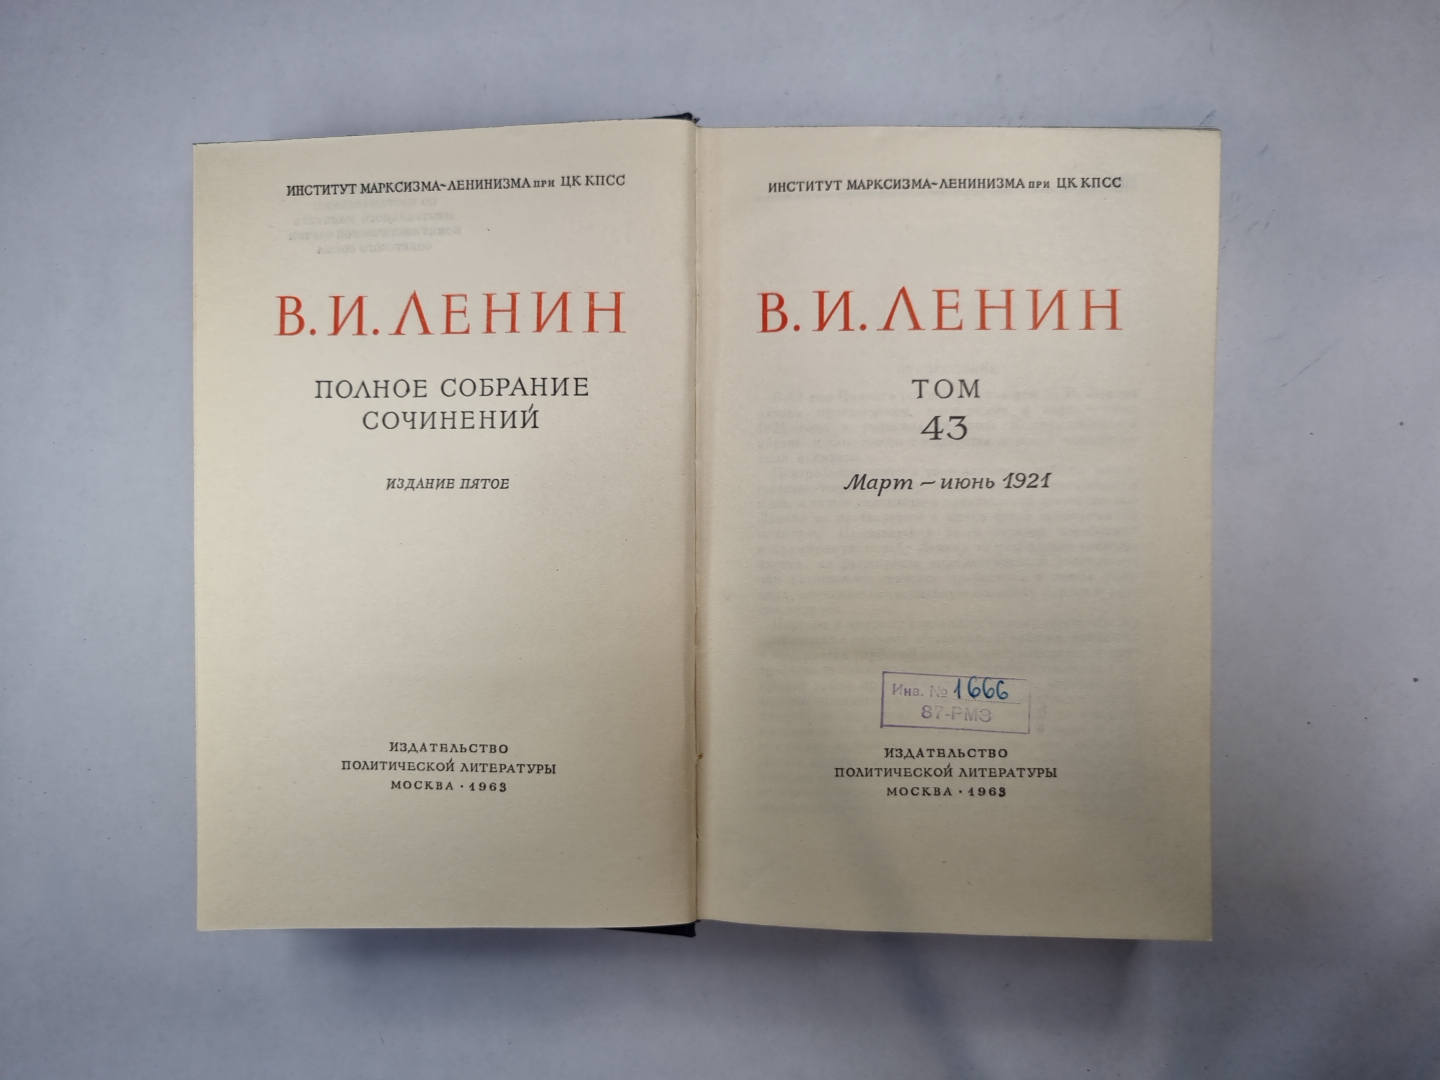 ИНСТИТУТ МАРКСИЗМА-ЛЕНИНИЗМА при ЦК КПСС
В. И. ЛЕНИН
ПОЛНОЕ СОБРАНИЕ
СОЧИНЕНИЙ
ИЗДАНИЕ ПЯТОЕ
ИЗДАТЕЛЬСТВО
ПОЛИТИЧЕСКОЙ ЛИТЕРАТУРЫ
МОСКВА · 1963
ИНСТИТУТ МАРКСИЗМА-ЛЕНИНИЗМА при ЦК КПСС
В. И. ЛЕНИН
ТОМ
43
Март – июнь 1921
Инв. № 1666
87-РМЗ
ИЗДАТЕЛЬСТВО
ПОЛИТИЧЕСКОЙ ЛИТЕРАТУРЫ
МОСКВА · 1963